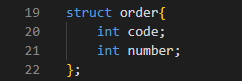 19 struct order{
20     int code;
21     int number;
22 };